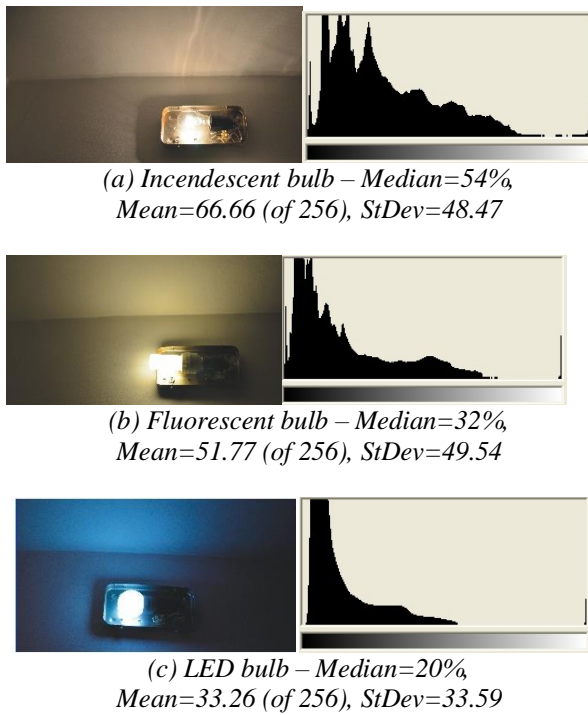 (a) Incendescent bulb – Median=54%,
Mean=66.66 (of 256), StDev=48.47
(b) Fluorescent bulb – Median=32%,
Mean=51.77 (of 256), StDev=49.54
(c) LED bulb – Median=20%,
Mean=33.26 (of 256), StDev=33.59